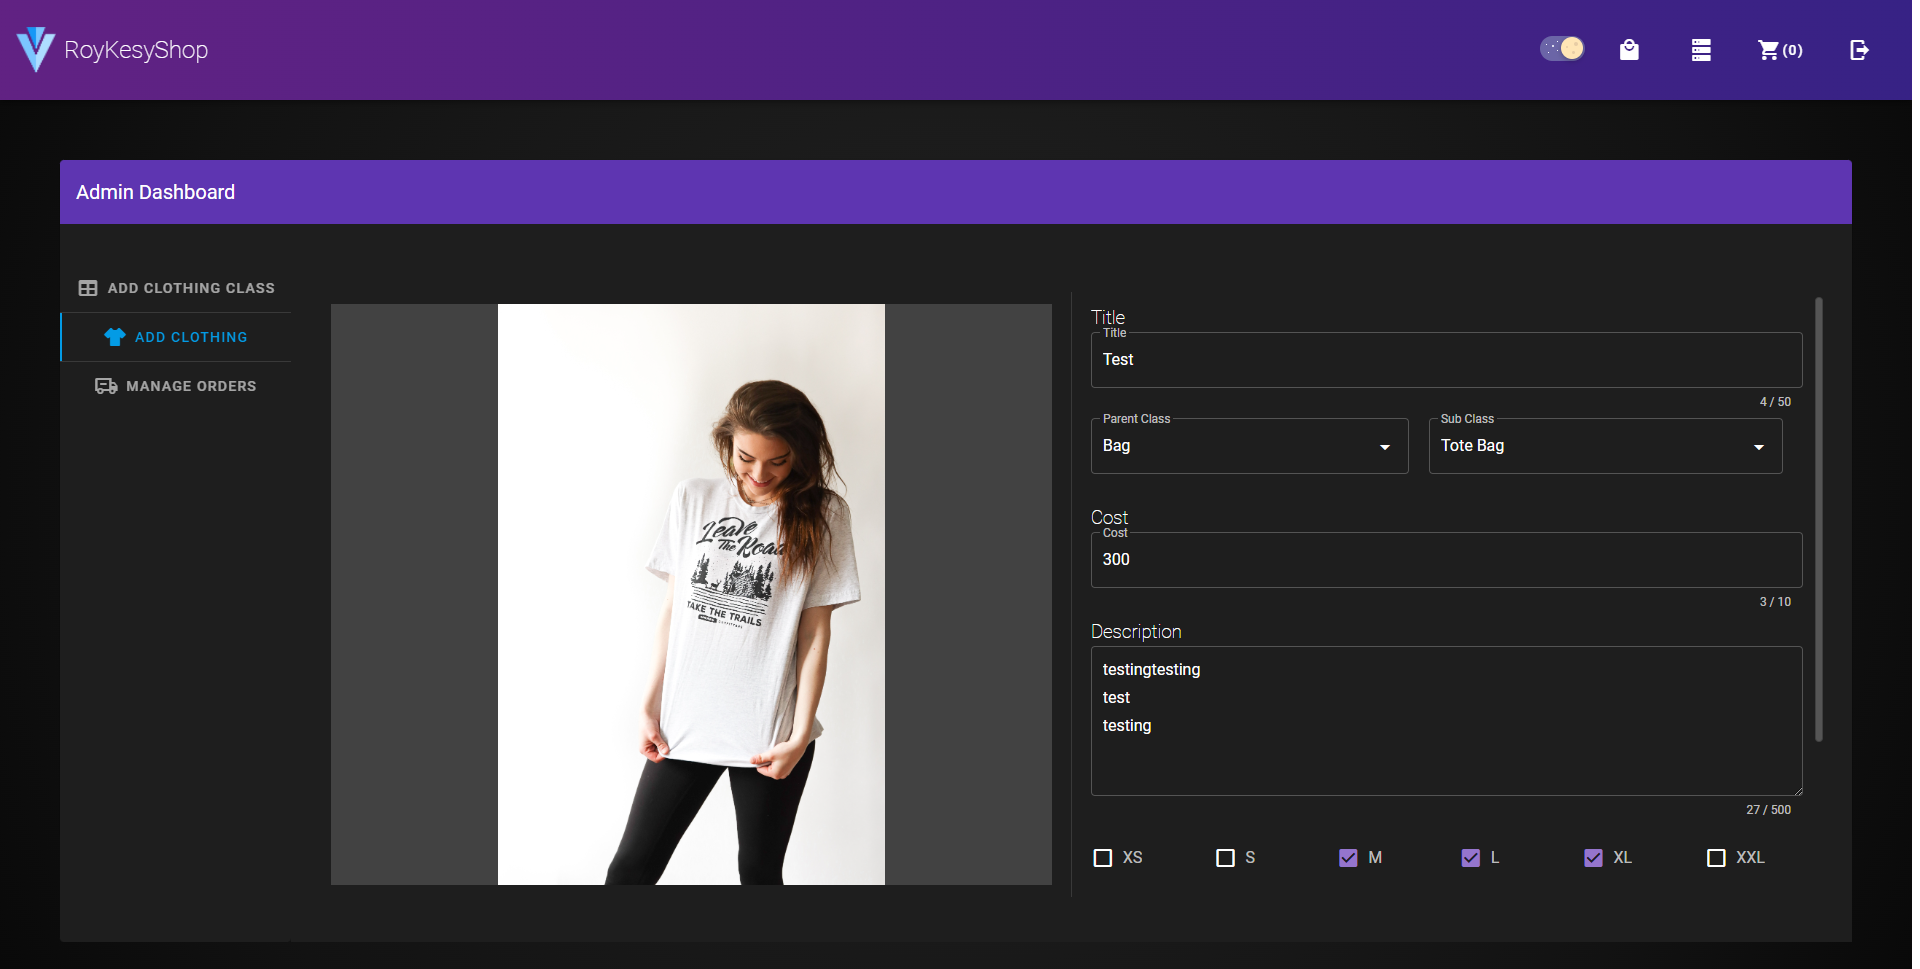 RoyKesyShop
(0)
Admin Dashboard
ADD CLOTHING CLASS
ADD CLOTHING
MANAGE ORDERS
Leave
The Road
TAKE THE TRAILS
Title
Title
Test
4 / 50
Parent Class
Bag
Sub Class
Tote Bag
Cost
Cost
300
3 / 10
Description
testingtesting
test
testing
27 / 500
XS
S
M
L
XL
XXL